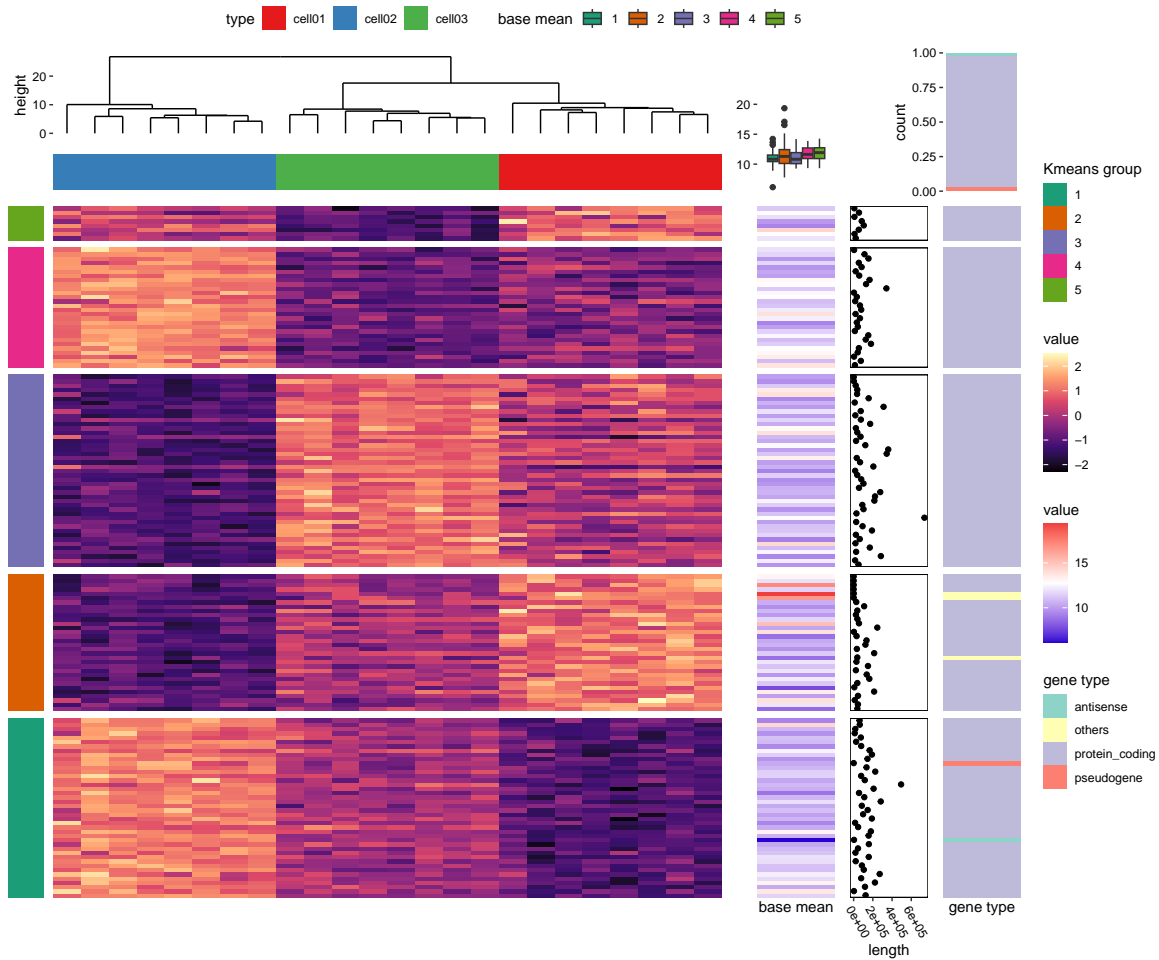 type cell01 cell02 cell03 base mean 1 2 3 4 5
height
20
0
20
15
10
count
1.00
0.75
0.50
0.25
0.00
Kmeans group
1
2
3
4
5
value
2
1
0
−1
−2
value
15
10
gene type
antisense
others
protein_coding
pseudogene
base mean
0e+00
2e+05
4e+05
6e+05
length
gene type